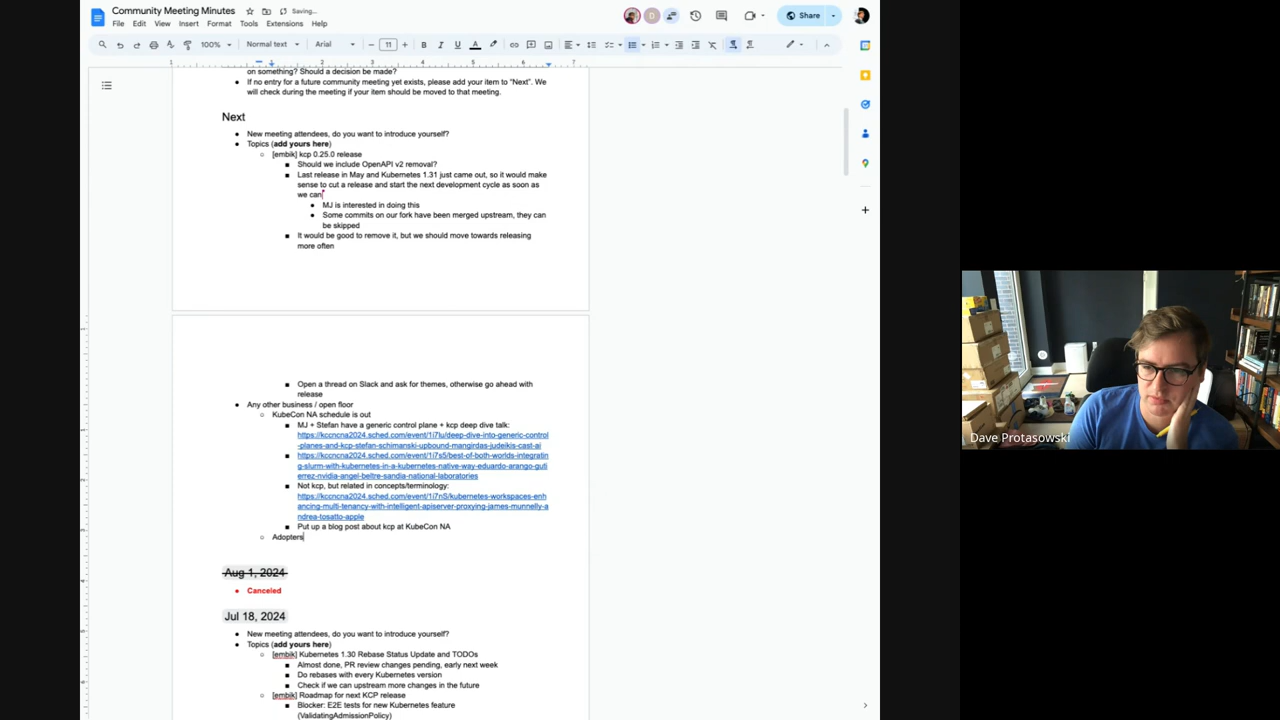 Community Meeting Minutes
Saving...
File Edit View Insert Format Tools Extensions Help
Share
100%
Normal text
Arial
11
on something? Should a decision be made?
If no entry for a future community meeting yet exists, please add your item to "Next". We
will check during the meeting if your item should be moved to that meeting.
Next
New meeting attendees, do you want to introduce yourself?
Topics (add yours here)
[embik] kcp 0.25.0 release
Should we include OpenAPI v2 removal?
Last release in May and Kubernetes 1.31 just came out, so it would make
sense to cut a release and start the next development cycle as soon as
we can
MJ is interested in doing this
Some commits on our fork have been merged upstream, they can
be skipped
It would be good to remove it, but we should move towards releasing
more often
Open a thread on Slack and ask for themes, otherwise go ahead with
release
Any other business / open floor
KubeCon NA schedule is out
MJ + Stefan have a generic control plane + kcp deep dive talk:
https://kccncna2024.sched.com/event/1i7lu/deep-dive-into-generic-control
-planes-and-kcp-stefan-schimanski-upbound-mangirdas-judeikis-cast-ai
https://kccncna2024.sched.com/event/1i7s5/best-of-both-worlds-integratin
g-slurm-with-kubernetes-in-a-kubernetes-native-way-eduardo-arango-guti
errez-nvidia-angel-beltre-sandia-national-laboratories
Not kcp, but related in concepts/terminology:
https://kccncna2024.sched.com/event/1i7nS/kubernetes-workspaces-enh
ancing-multi-tenancy-with-intelligent-apiserver-proxying-james-munnelly-a
ndrea-tosatto-apple
Put up a blog post about kcp at KubeCon NA
Adopters
Aug 1, 2024
Canceled
Jul 18, 2024
New meeting attendees, do you want to introduce yourself?
Topics (add yours here)
[embik] Kubernetes 1.30 Rebase Status Update and TODOs
Almost done, PR review changes pending, early next week
Do rebases with every Kubernetes version
Check if we can upstream more changes in the future
[embik] Roadmap for next KCP release
Blocker: E2E tests for new Kubernetes feature
(ValidatingAdmissionPolicy)
Dave Protasowski